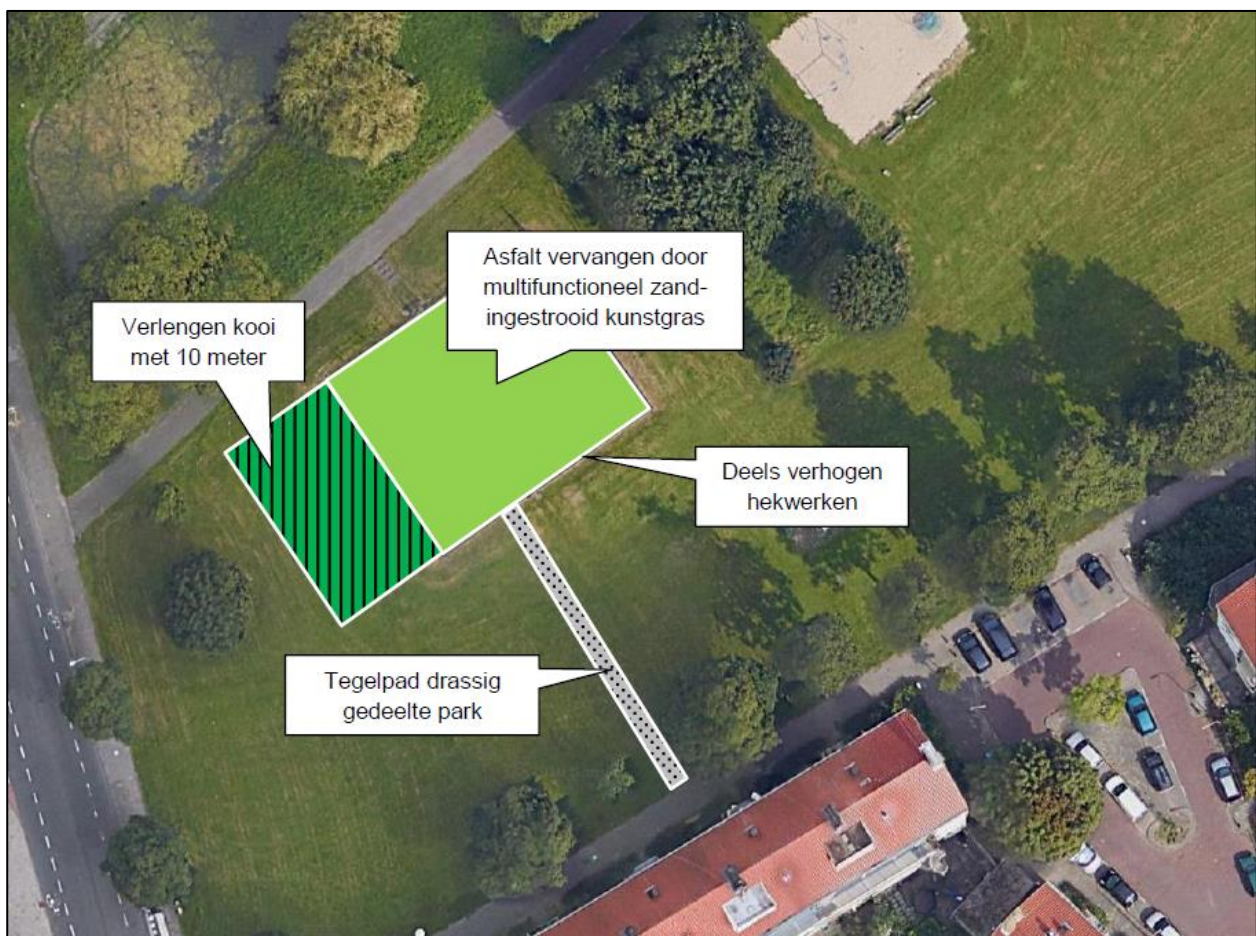 Asfalt vervangen door
multifunctioneel zand-
ingestrooid kunstgras
Verlengen kooi
met 10 meter
Deels verhogen
hekwerken
Tegelpad drassig
gedeelte park